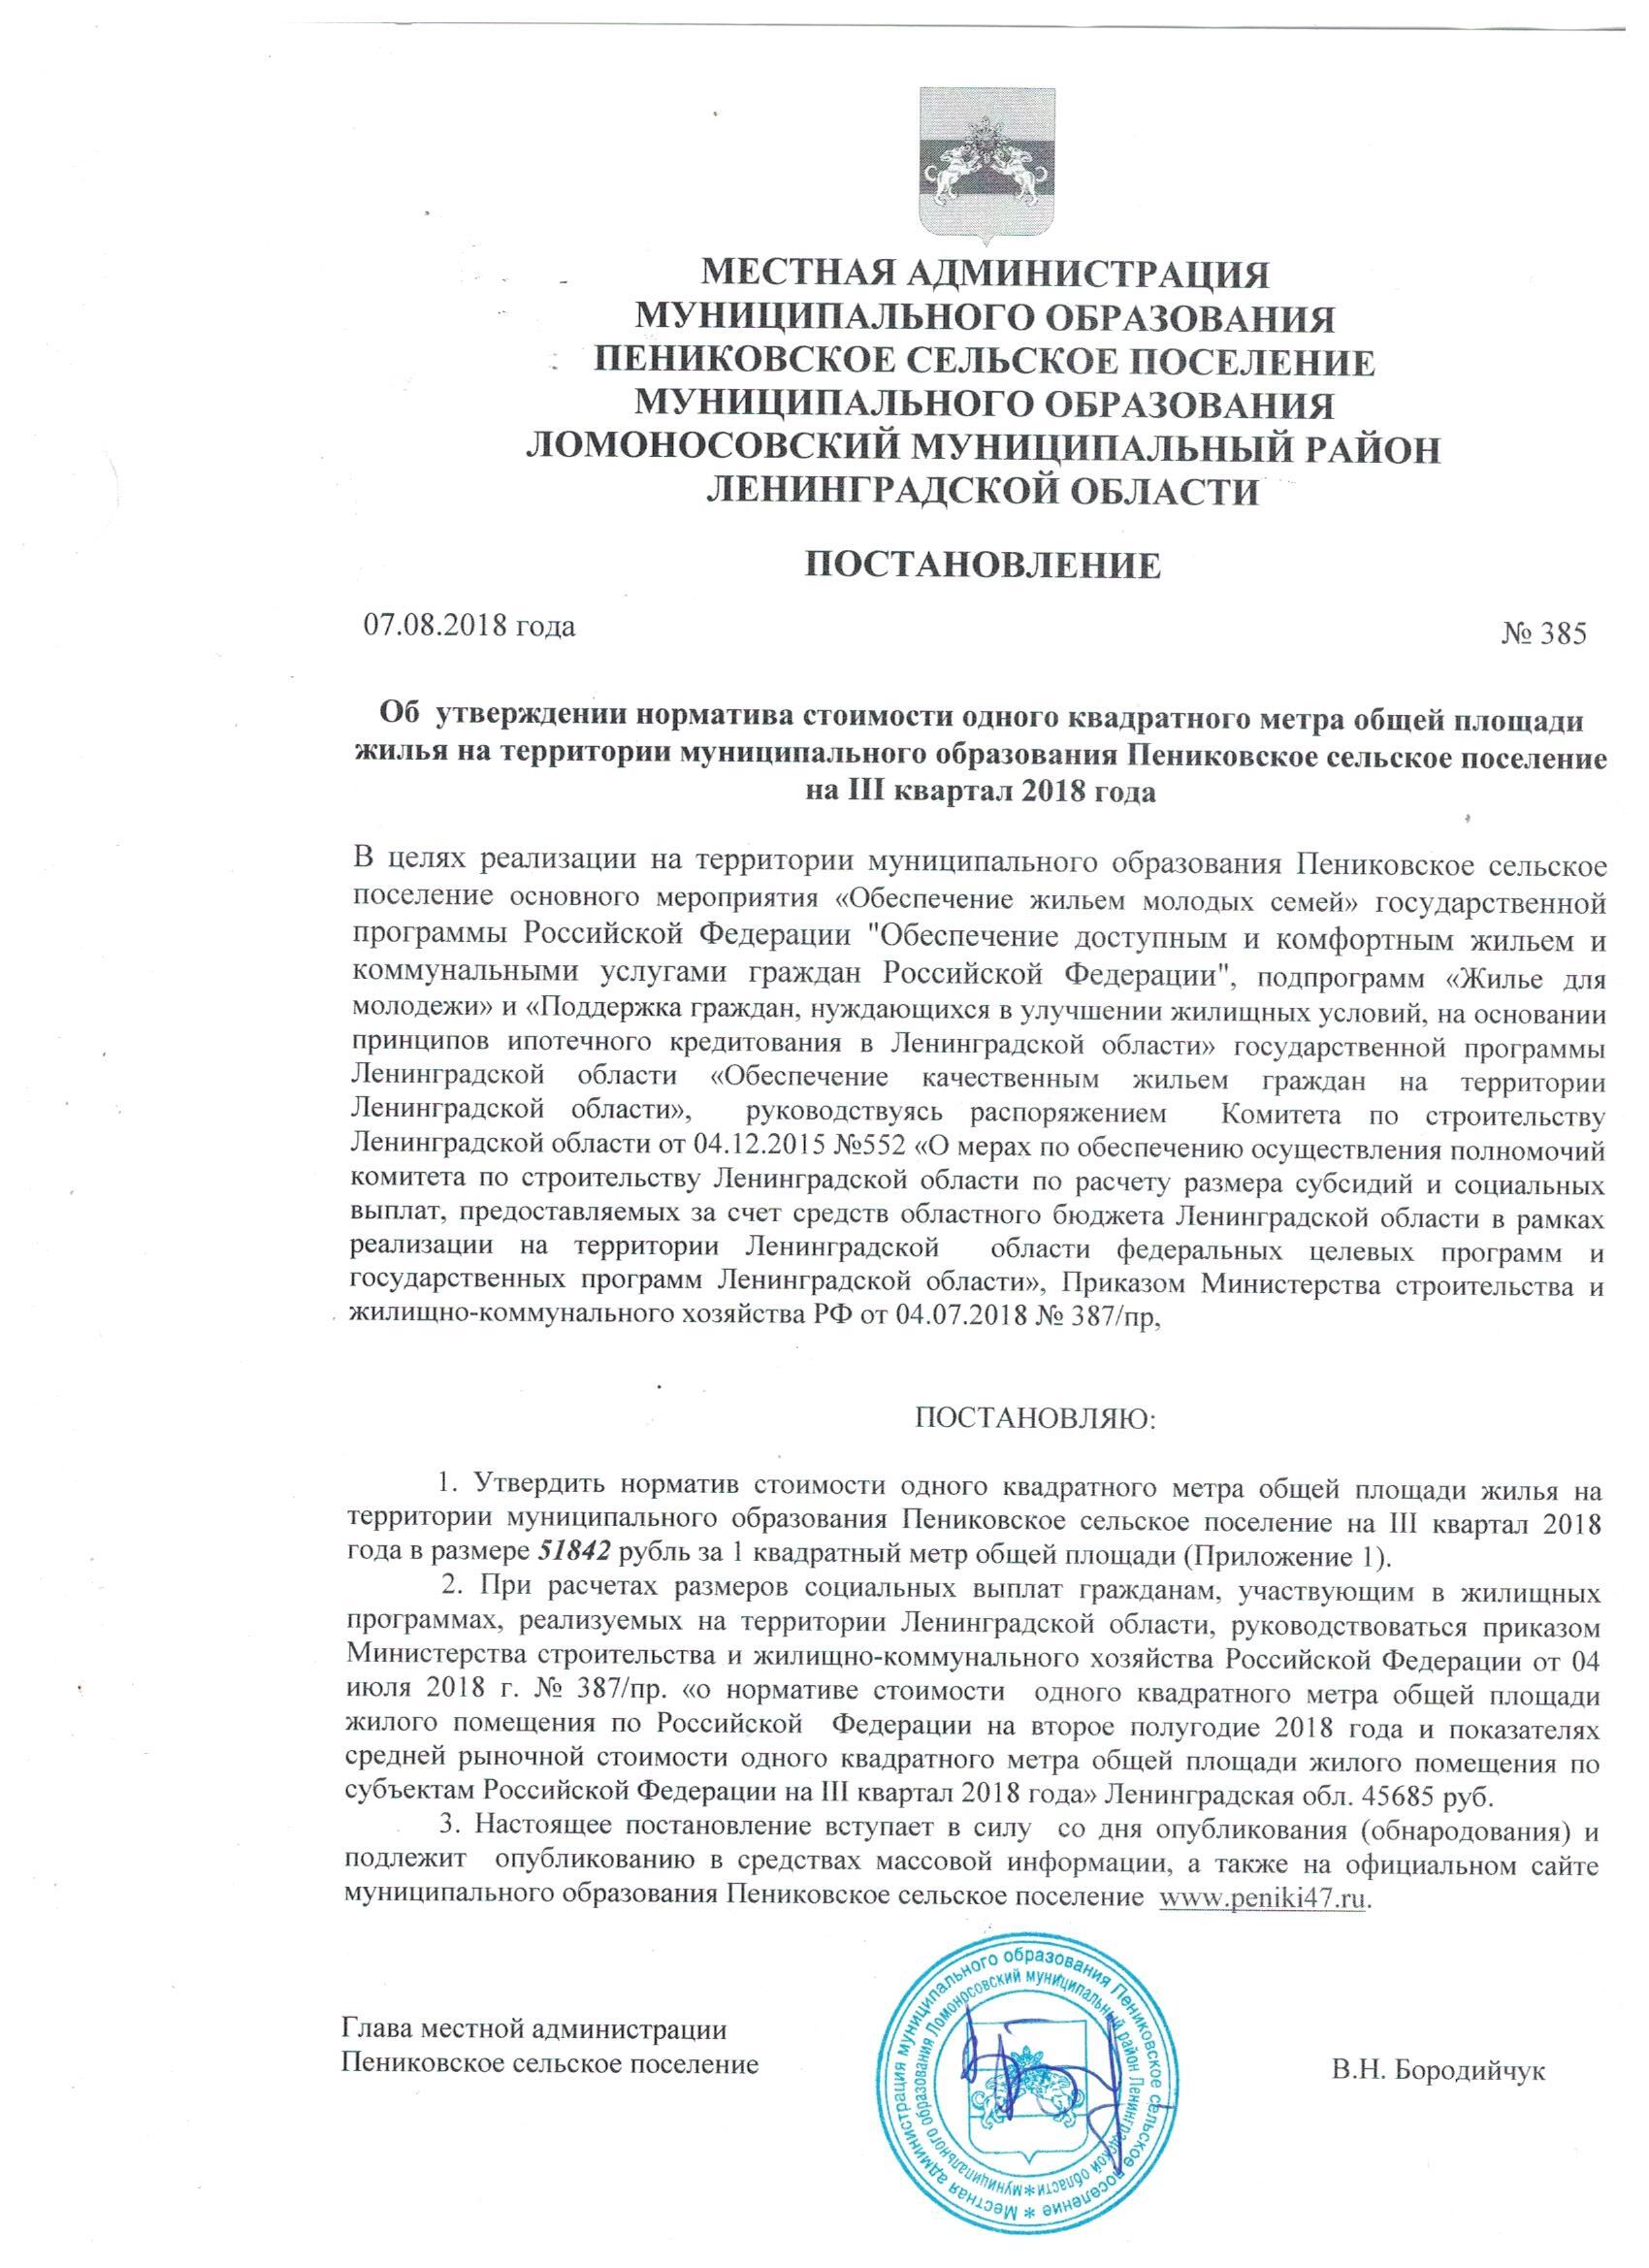 МЕСТНАЯ АДМИНИСТРАЦИЯ
МУНИЦИПАЛЬНОГО ОБРАЗОВАНИЯ
ПЕНИКОВСКОЕ СЕЛЬСКОЕ ПОСЕЛЕНИЕ
МУНИЦИПАЛЬНОГО ОБРАЗОВАНИЯ
ЛОМОНОСОВСКИЙ МУНИЦИПАЛЬНЫЙ РАЙОН
ЛЕНИНГРАДСКОЙ ОБЛАСТИ
ПОСТАНОВЛЕНИЕ
07.08.2018 года № 385
Об утверждении норматива стоимости одного квадратного метра общей площади
жилья на территории муниципального образования Пениковское сельское поселение
на III квартал 2018 года
В целях реализации на территории муниципального образования Пениковское сельское
поселение основного мероприятия «Обеспечение жильем молодых семей» государственной
программы Российской Федерации "Обеспечение доступным и комфортным жильем и
коммунальными услугами граждан Российской Федерации", подпрограмм «Жилье для
молодежи» и «Поддержка граждан, нуждающихся в улучшении жилищных условий, на основании
принципов ипотечного кредитования в Ленинградской области» государственной программы
Ленинградской области «Обеспечение качественным жильем граждан на территории
Ленинградской области», руководствуясь распоряжением Комитета по строительству
Ленинградской области от 04.12.2015 №552 «О мерах по обеспечению осуществления полномочий
комитета по строительству Ленинградской области по расчету размера субсидий и социальных
выплат, предоставляемых за счет средств областного бюджета Ленинградской области в рамках
реализации на территории Ленинградской области федеральных целевых программ и
государственных программ Ленинградской области», Приказом Министерства строительства и
жилищно-коммунального хозяйства РФ от 04.07.2018 № 387/пр,
ПОСТАНОВЛЯЮ:
1. Утвердить норматив стоимости одного квадратного метра общей площади жилья на
территории муниципального образования Пениковское сельское поселение на III квартал 2018
года в размере 51842 рубль за 1 квадратный метр общей площади (Приложение 1).
2. При расчетах размеров социальных выплат гражданам, участвующим в жилищных
программах, реализуемых на территории Ленинградской области, руководствоваться приказом
Министерства строительства и жилищно-коммунального хозяйства Российской Федерации от 04
июля 2018 г. № 387/пр. «о нормативе стоимости одного квадратного метра общей площади
жилого помещения по Российской Федерации на второе полугодие 2018 года и показателях
средней рыночной стоимости одного квадратного метра общей площади жилого помещения по
субъектам Российской Федерации на III квартал 2018 года» Ленинградская обл. 45685 руб.
3. Настоящее постановление вступает в силу со дня опубликования (обнародования) и
подлежит опубликованию в средствах массовой информации, а также на официальном сайте
муниципального образования Пениковское сельское поселение www.peniki47.ru.
Глава местной администрации
Пениковское сельское поселение В.Н. Бородийчук
Местная администрация муниципального образования Пениковское сельское поселение *
муниципального образования Ломоносовский муниципальный район Ленинградской области *